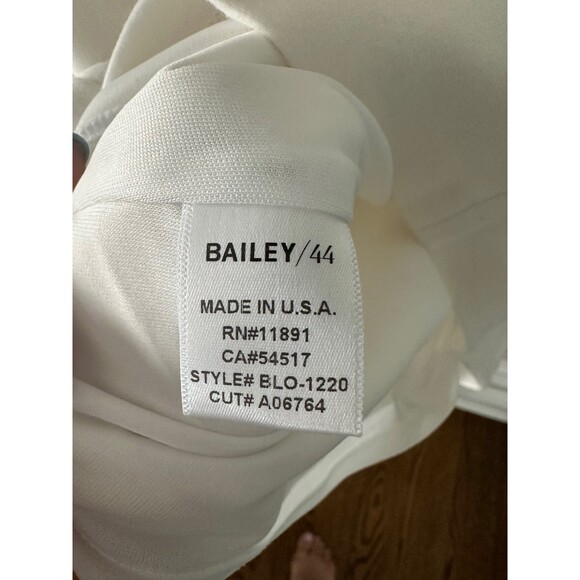 BAILEY/44
MADE IN U.S.A.
RN#11891
CA#54517
STYLE# BLO-1220
CUT# A06764